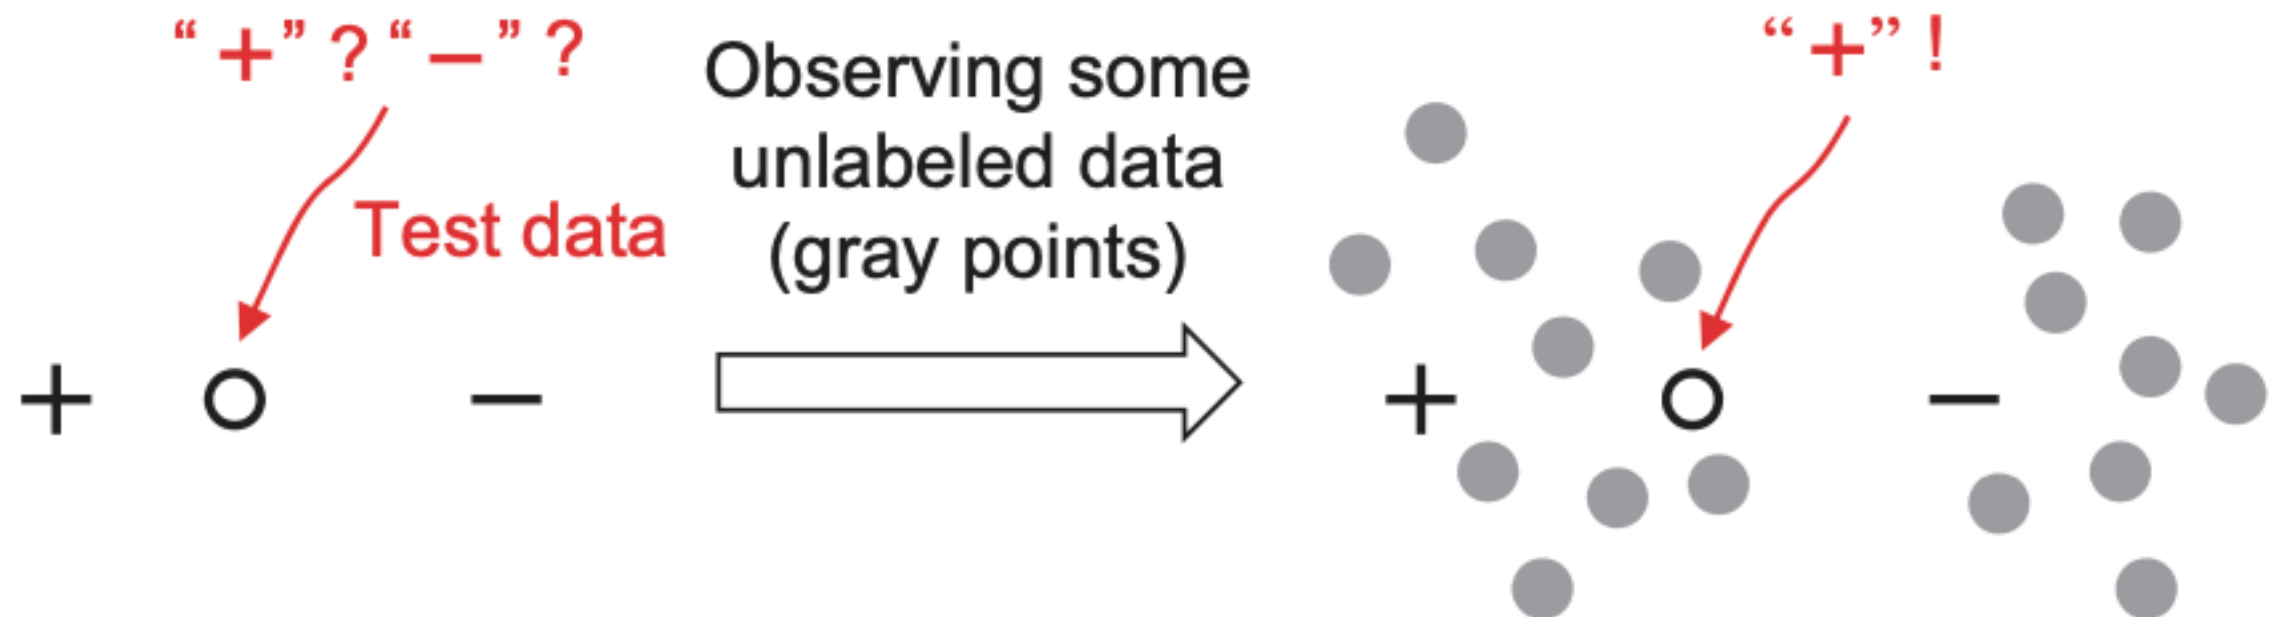 “+”? “–”?
Test data
+ –
Observing some
unlabeled data
(gray points)
“+”!
+ –